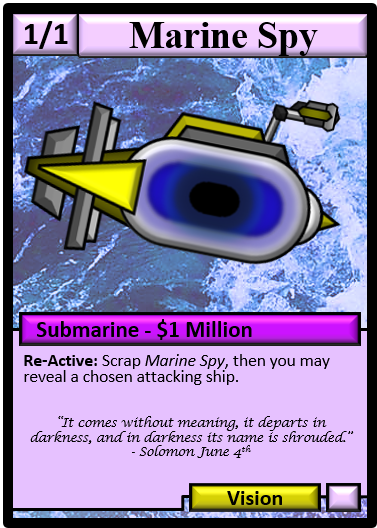 1/1 Marine Spy
Submarine - $1 Million
Re-Active: Scrap Marine Spy, then you may
reveal a chosen attacking ship.
“It comes without meaning, it departs in
darkness, and in darkness its name is shrouded.”
- Solomon June 4th
Vision